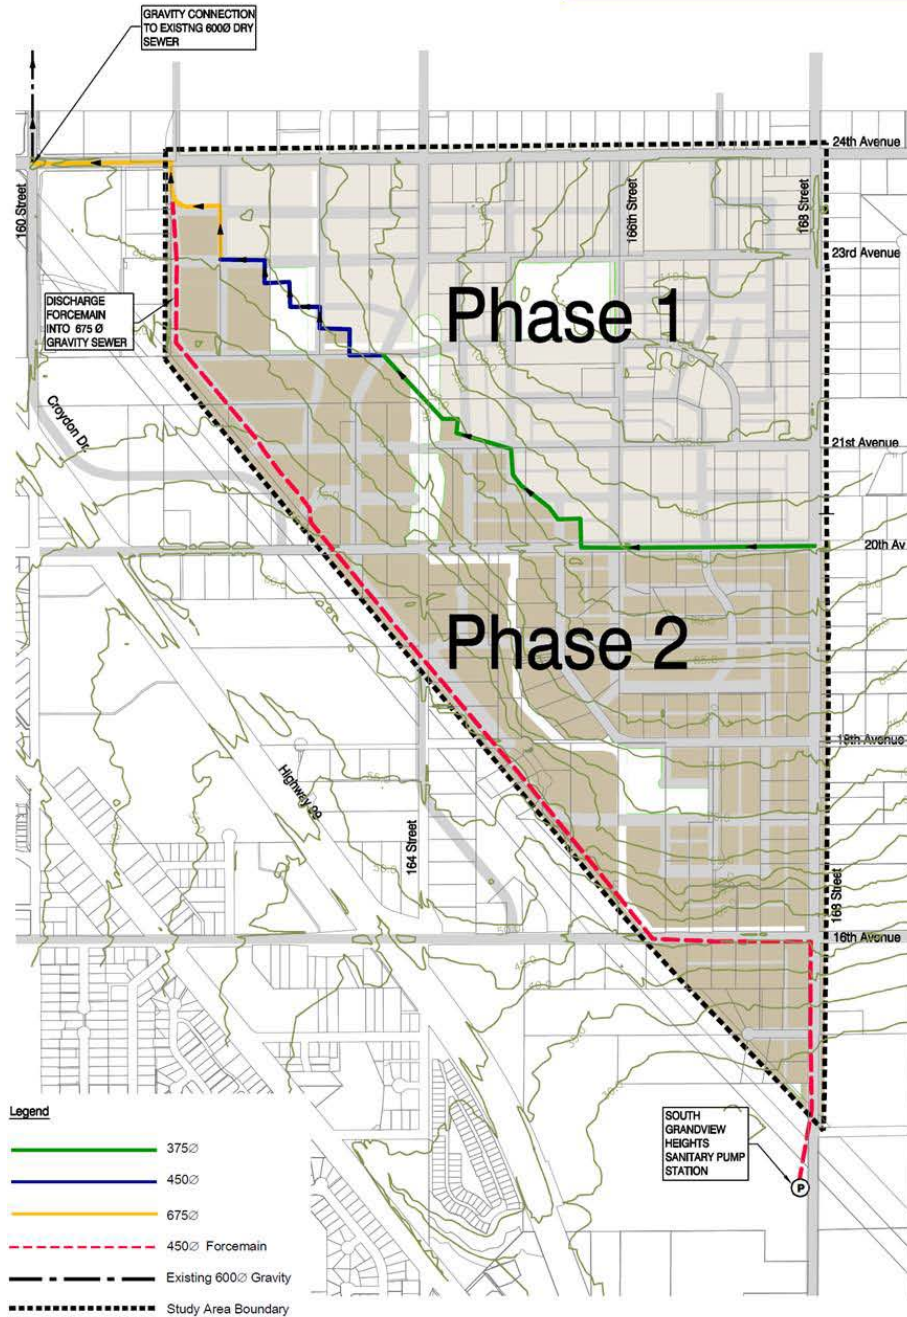 GRAVITY CONNECTION
TO EXISTNG 600Ø DRY
SEWER
24th Avenue
160 Street
166th Street
168 Street
23rd Avenue
DISCHARGE
FORCEMAIN
INTO 675 Ø
GRAVITY SEWER
Phase 1
Croydon Dr.
21st Avenue
20th Av
Phase 2
18th Avenue
Highway 99
164 Street
168 Street
16th Avenue
Legend
375Ø
450Ø
675Ø
450Ø Forcemain
Existing 600Ø Gravity
Study Area Boundary
SOUTH
GRANDVIEW
HEIGHTS
SANITARY PUMP
STATION
P